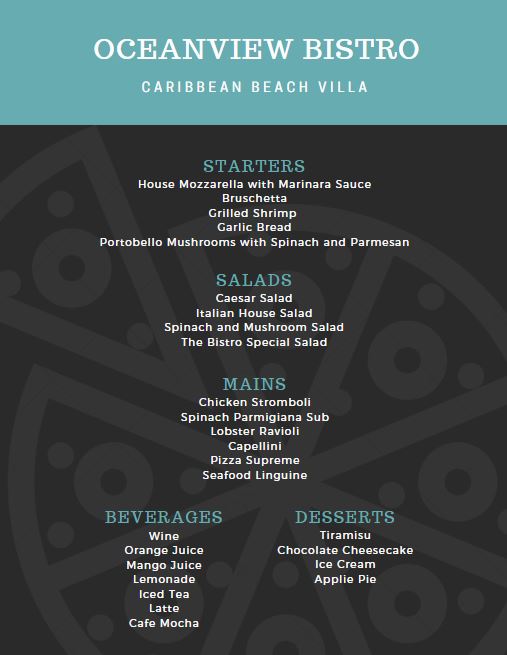 OCEANVIEW BISTRO
CARIBBEAN BEACH VILLA
STARTERS
House Mozzarella with Marinara Sauce
Bruschetta
Grilled Shrimp
Garlic Bread
Portobello Mushrooms with Spinach and Parmesan
SALADS
Caesar Salad
Italian House Salad
Spinach and Mushroom Salad
The Bistro Special Salad
MAINS
Chicken Stromboli
Spinach Parmigiana Sub
Lobster Ravioli
Capellini
Pizza Supreme
Seafood Linguine
BEVERAGES
Wine
Orange Juice
Mango Juice
Lemonade
Iced Tea
Latte
Cafe Mocha
DESSERTS
Tiramisu
Chocolate Cheesecake
Ice Cream
Applie Pie